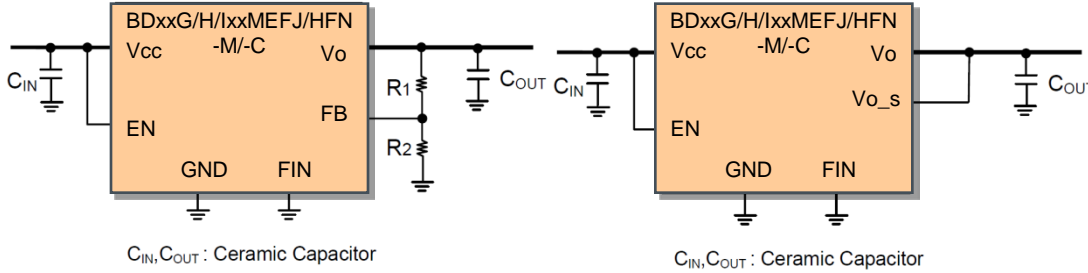 BDxxG/H/IxxMEFJ/HFN
-M/-C
Vcc
Vo
CIN
R1
COUT
FB
EN
R2
GND
FIN
CIN,COUT : Ceramic Capacitor
BDxxG/H/IxxMEFJ/HFN
-M/-C
Vcc
Vo
CIN
Vo_s
COUT
EN
GND
FIN
CIN,COUT : Ceramic Capacitor